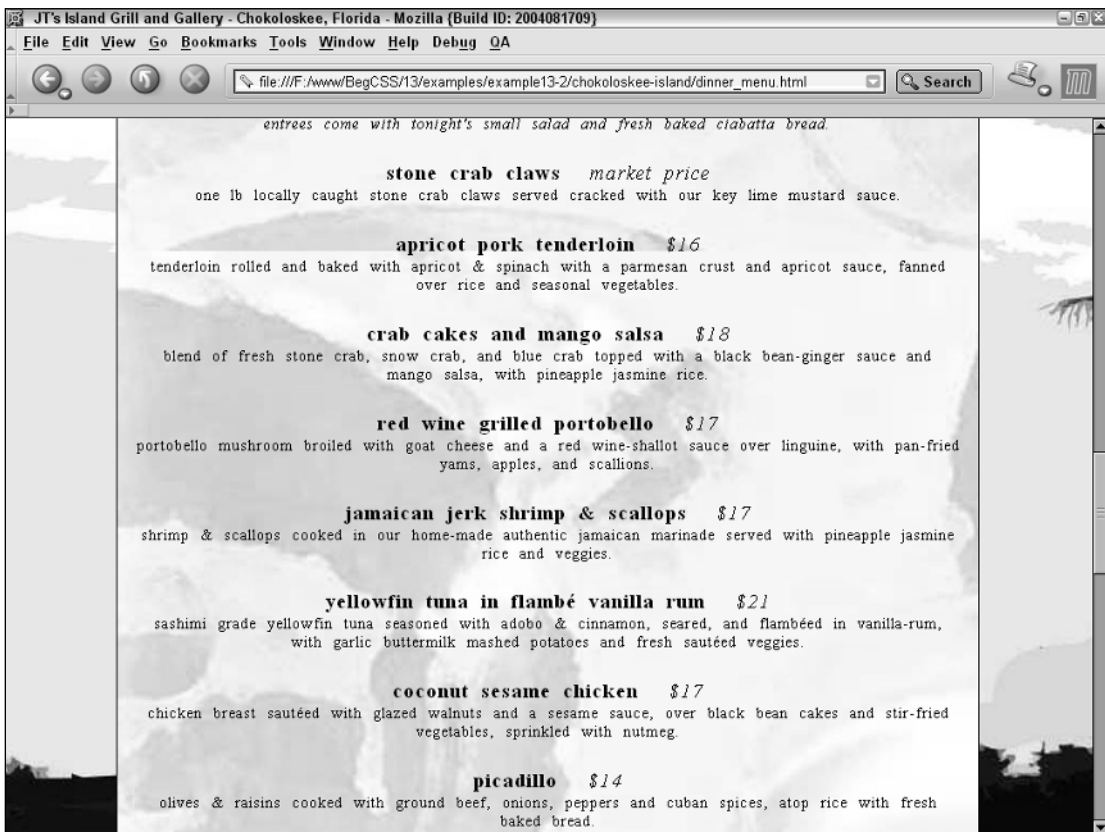 JT's Island Grill and Gallery - Chokoloskee, Florida - Mozilla {Build ID: 2004081709}
File Edit View Go Bookmarks Tools Window Help Debug QA
file:///F:/www/BegCSS/13/examples/example13-2/chokoloskee-island/dinner_menu.html Search
entrees come with tonight's small salad and fresh baked ciabatta bread.
stone crab claws market price
one lb locally caught stone crab claws served cracked with our key lime mustard sauce.
apricot pork tenderloin $16
tenderloin rolled and baked with apricot & spinach with a parmesan crust and apricot sauce, fanned
over rice and seasonal vegetables.
crab cakes and mango salsa $18
blend of fresh stone crab, snow crab, and blue crab topped with a black bean-ginger sauce and
mango salsa, with pineapple jasmine rice.
red wine grilled portobello $17
portobello mushroom broiled with goat cheese and a red wine-shallot sauce over linguine, with pan-fried
yams, apples, and scallions.
jamaican jerk shrimp & scallops $17
shrimp & scallops cooked in our home-made authentic jamaican marinade served with pineapple jasmine
rice and veggies.
yellowfin tuna in flambé vanilla rum $21
sashimi grade yellowfin tuna seasoned with adobo & cinnamon, seared, and flambéed in vanilla-rum,
with garlic buttermilk mashed potatoes and fresh sautéed veggies.
coconut sesame chicken $17
chicken breast sautéed with glazed walnuts and a sesame sauce, over black bean cakes and stir-fried
vegetables, sprinkled with nutmeg.
picadillo $14
olives & raisins cooked with ground beef, onions, peppers and cuban spices, atop rice with fresh
baked bread.